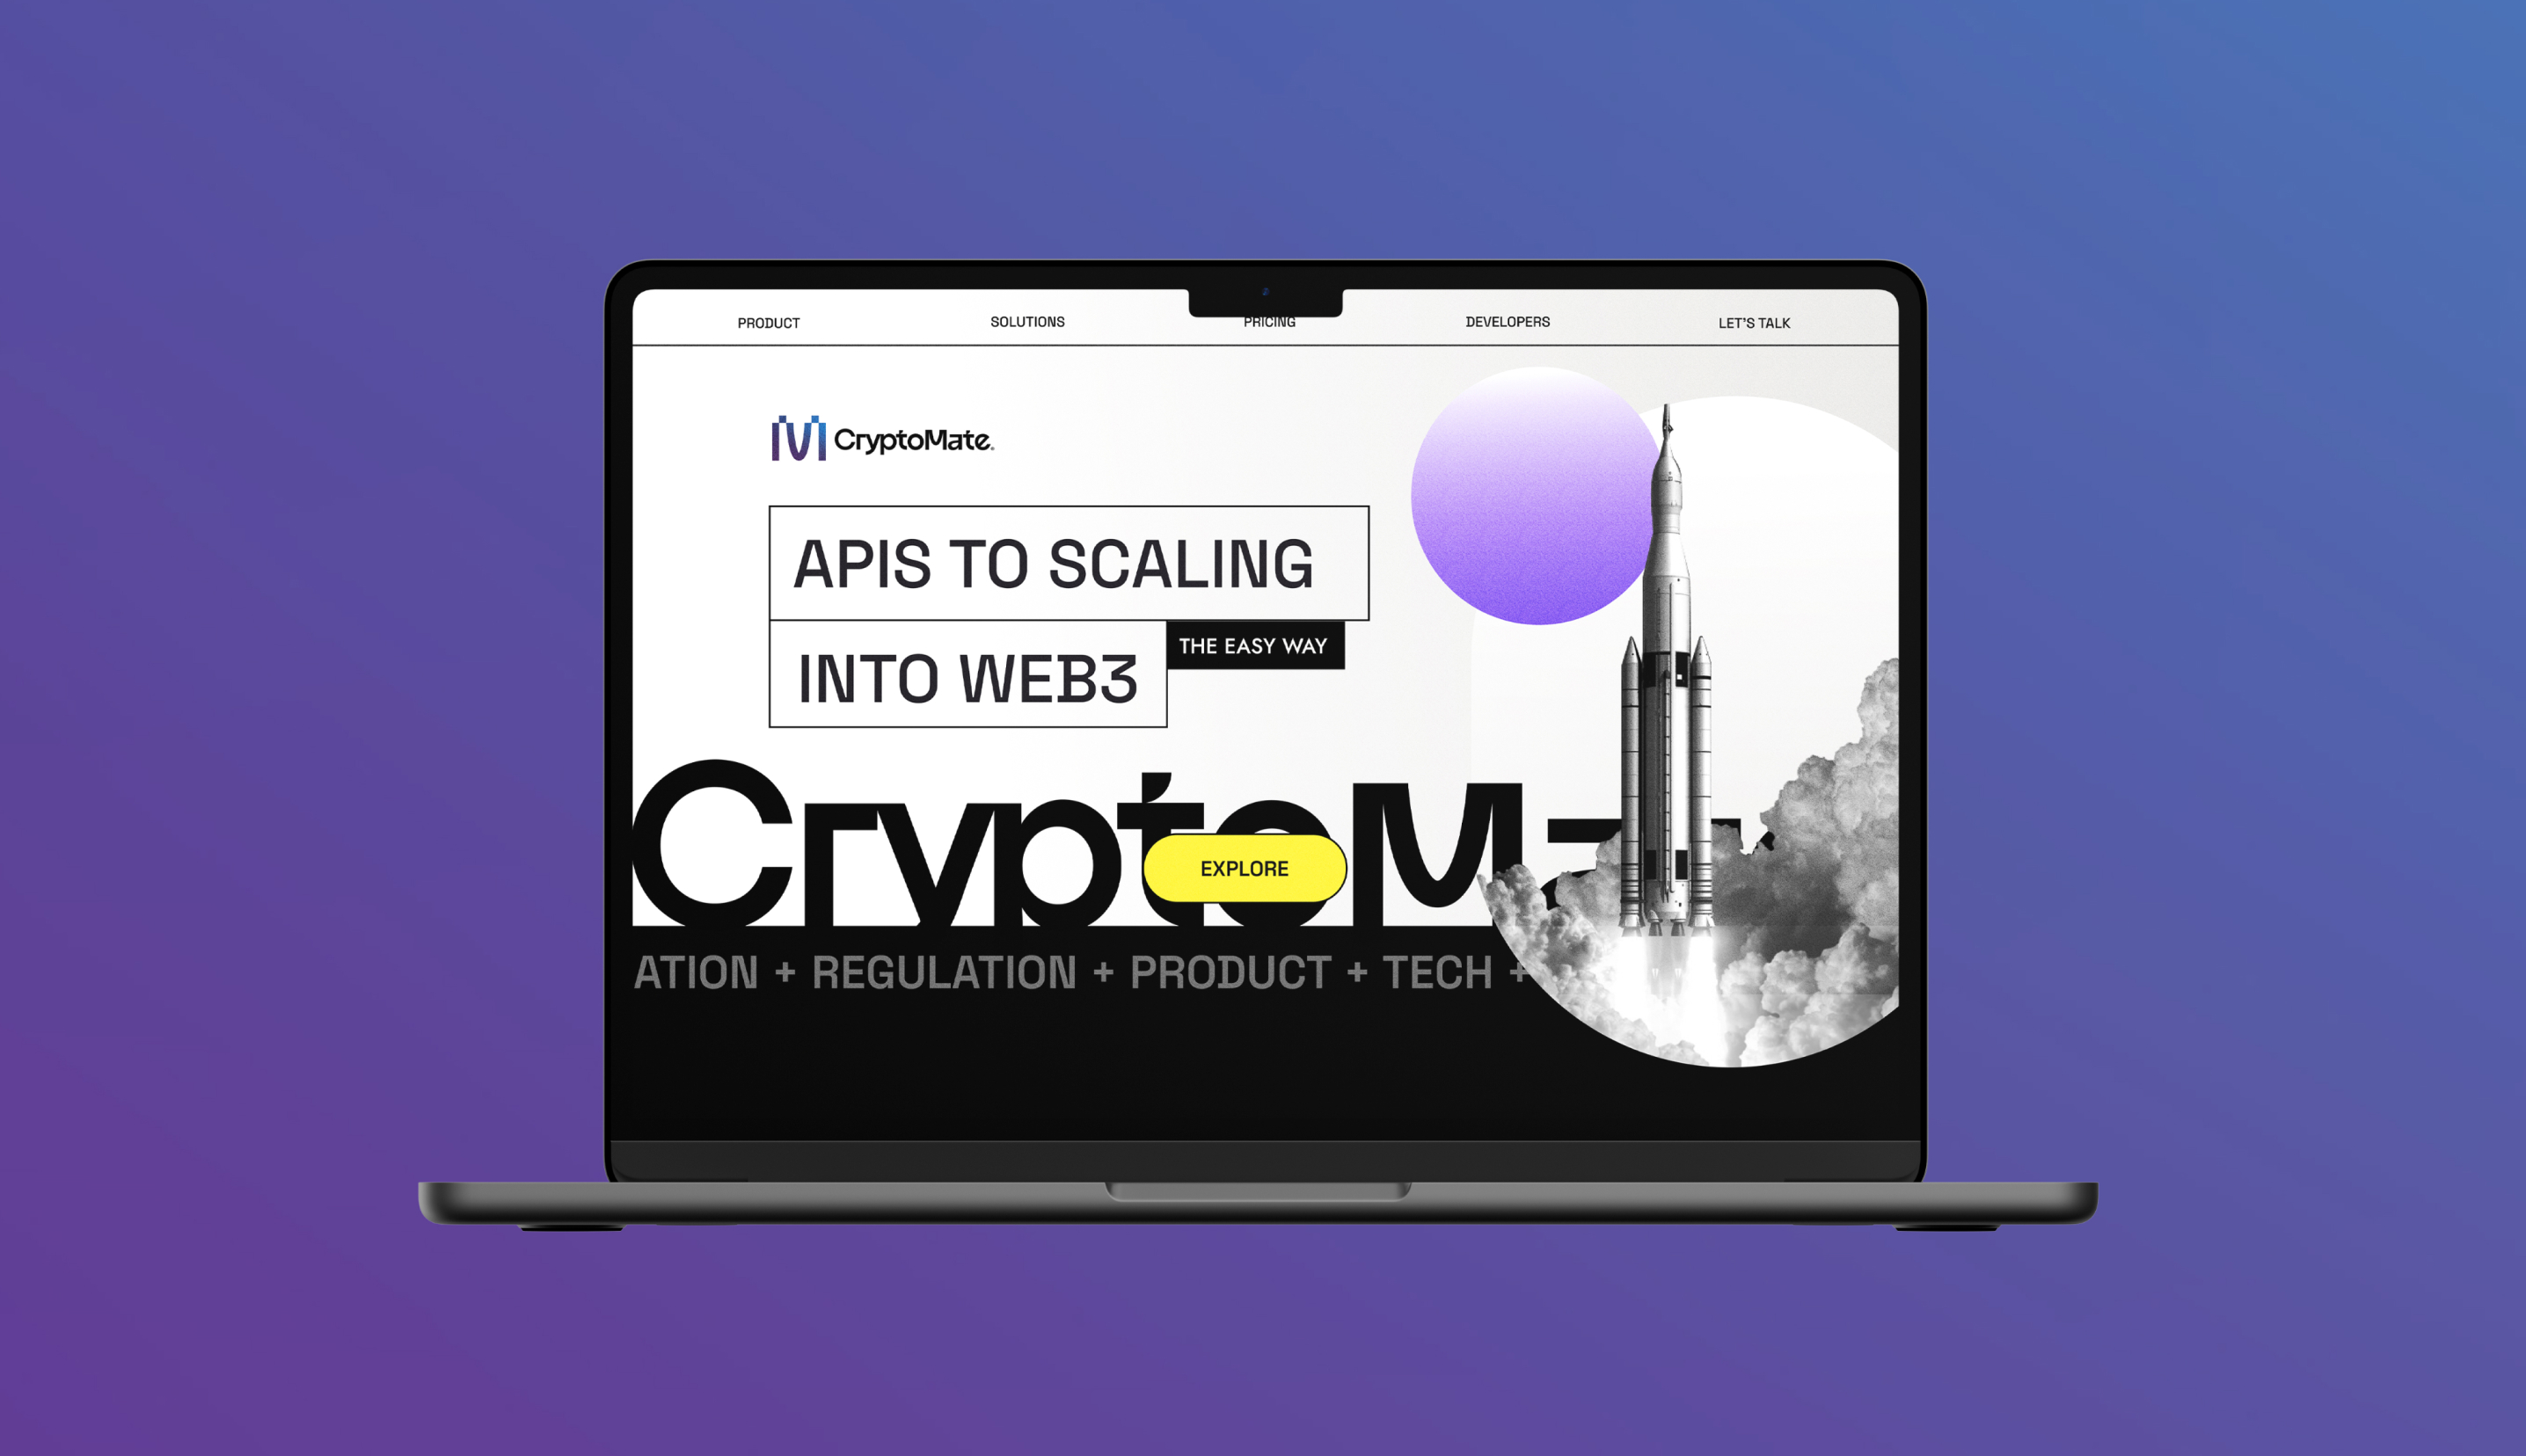 PRODUCT SOLUTIONS PRICING DEVELOPERS LET'S TALK
CryptoMate
APIS TO SCALING
THE EASY WAY
INTO WEB3
CryptoMa
EXPLORE
ATION + REGULATION + PRODUCT + TECH +